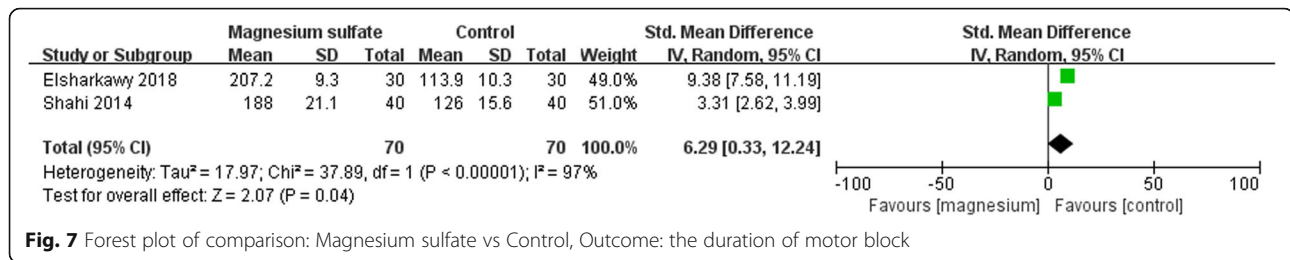 Magnesium sulfate Control Std. Mean Difference Std. Mean Difference
Study or Subgroup Mean SD Total Mean SD Total Weight IV, Random, 95% CI IV, Random, 95% CI
Elsharkawy 2018 207.2 9.3 30 113.9 10.3 30 49.0% 9.38 [7.58, 11.19]
Shahi 2014 188 21.1 40 126 15.6 40 51.0% 3.31 [2.62, 3.99]
Total (95% CI) 70 70 100.0% 6.29 [0.33, 12.24]
Heterogeneity: Tau² = 17.97; Chi² = 37.89, df = 1 (P < 0.00001); I² = 97%
Test for overall effect: Z = 2.07 (P = 0.04)
-100 -50 0 50 100
Favours [magnesium] Favours [control]
Fig. 7 Forest plot of comparison: Magnesium sulfate vs Control, Outcome: the duration of motor block